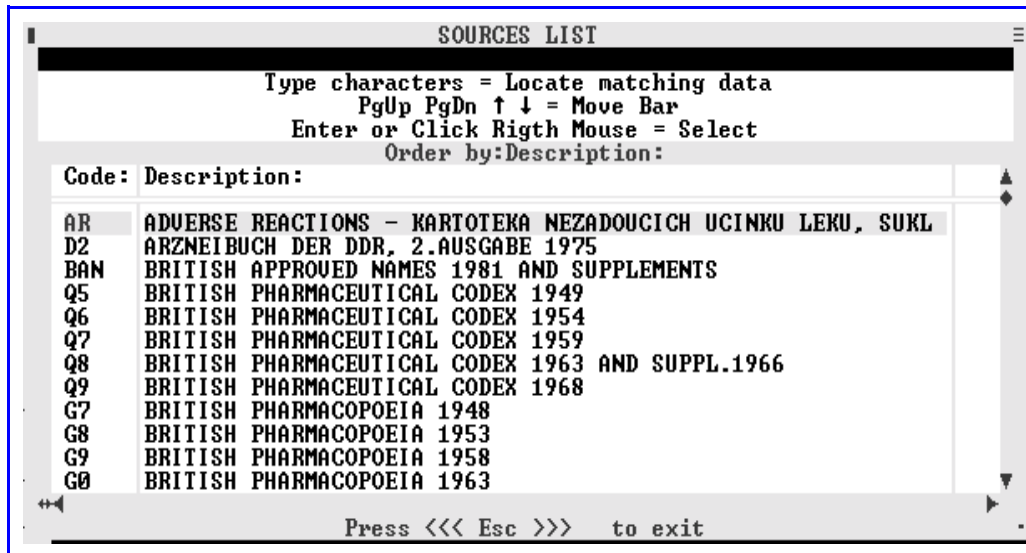 SOURCES LIST
Type characters = Locate matching data
PgUp PgDn ↑ ↓ = Move Bar
Enter or Click Rigth Mouse = Select
Order by:Description:
Code: Description:
AR ADVERSE REACTIONS - KARTOTEKA NEZADOUCICH UCINKU LEKU, SUKL
D2 ARZNEIBUCH DER DDR, 2.AUSGABE 1975
BAN BRITISH APPROVED NAMES 1981 AND SUPPLEMENTS
Q5 BRITISH PHARMACEUTICAL CODEX 1949
Q6 BRITISH PHARMACEUTICAL CODEX 1954
Q7 BRITISH PHARMACEUTICAL CODEX 1959
Q8 BRITISH PHARMACEUTICAL CODEX 1963 AND SUPPL.1966
Q9 BRITISH PHARMACEUTICAL CODEX 1968
G7 BRITISH PHARMACOPOEIA 1948
G8 BRITISH PHARMACOPOEIA 1953
G9 BRITISH PHARMACOPOEIA 1958
G0 BRITISH PHARMACOPOEIA 1963
Press <<< Esc >>> to exit